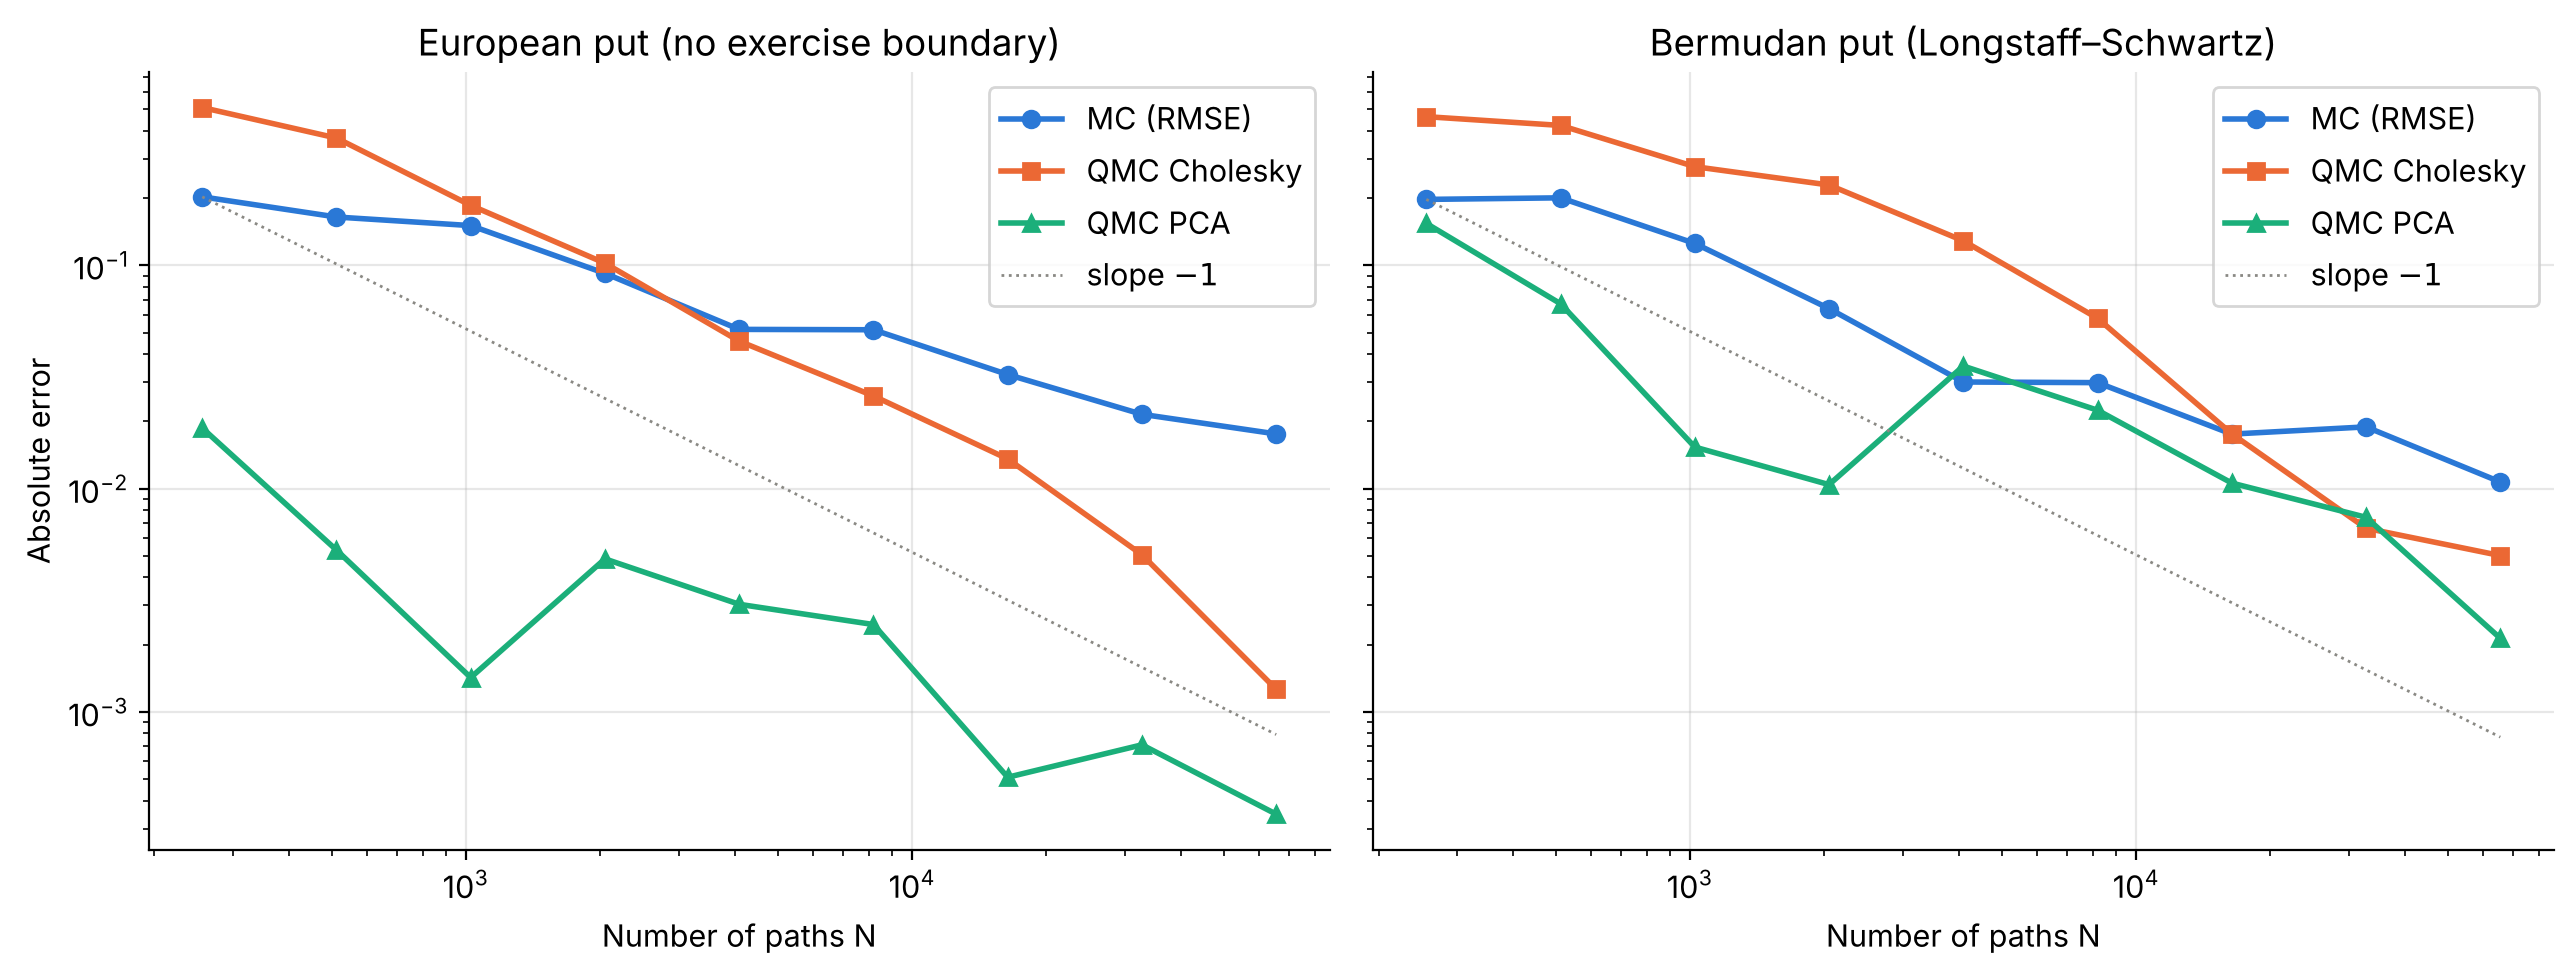 European put (no exercise boundary)
MC (RMSE)
QMC Cholesky
QMC PCA
slope −1
10⁻¹
10⁻²
10⁻³
Absolute error
10³
10⁴
Number of paths N
Bermudan put (Longstaff–Schwartz)
MC (RMSE)
QMC Cholesky
QMC PCA
slope −1
10³
10⁴
Number of paths N